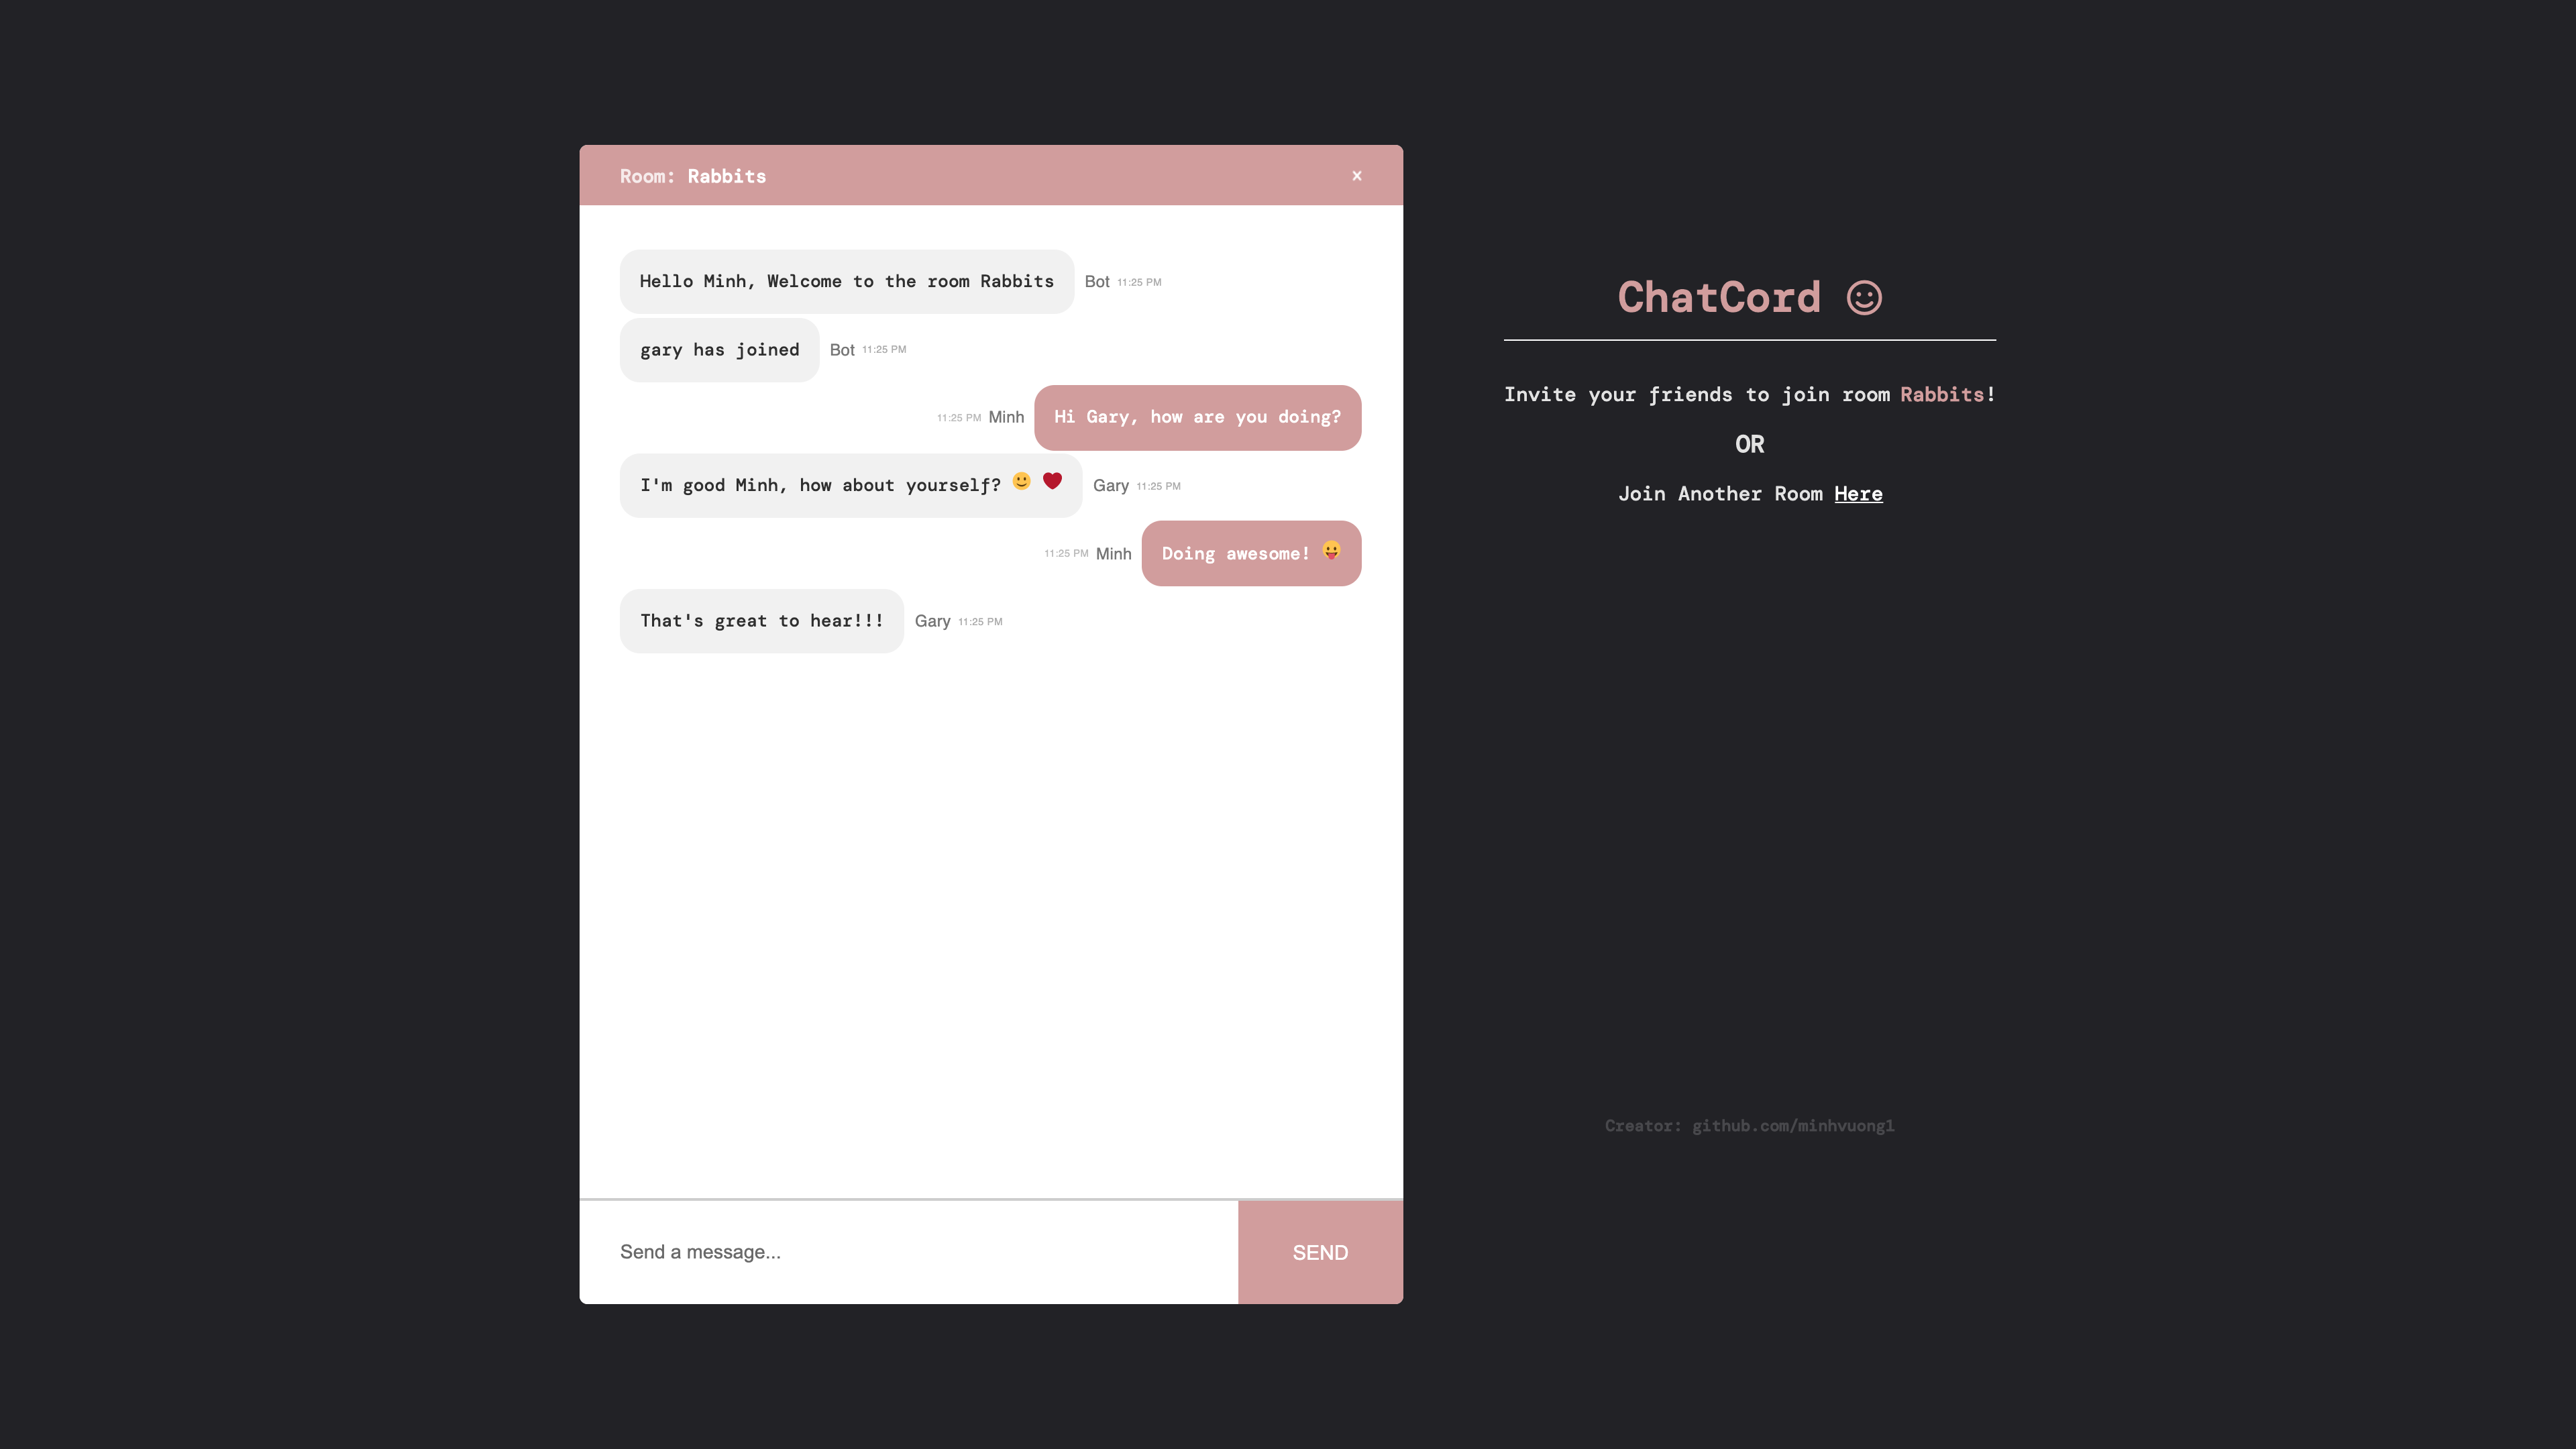 Room: Rabbits
x
Hello Minh, Welcome to the room Rabbits Bot 11:25 PM
gary has joined Bot 11:25 PM
11:25 PM Minh Hi Gary, how are you doing?
I'm good Minh, how about yourself? 🙂 ❤️ Gary 11:25 PM
11:25 PM Minh Doing awesome! 😛
That's great to hear!!! Gary 11:25 PM
Send a message...
SEND
ChatCord
Invite your friends to join room Rabbits!
OR
Join Another Room Here
Creator: github.com/minhvuong1